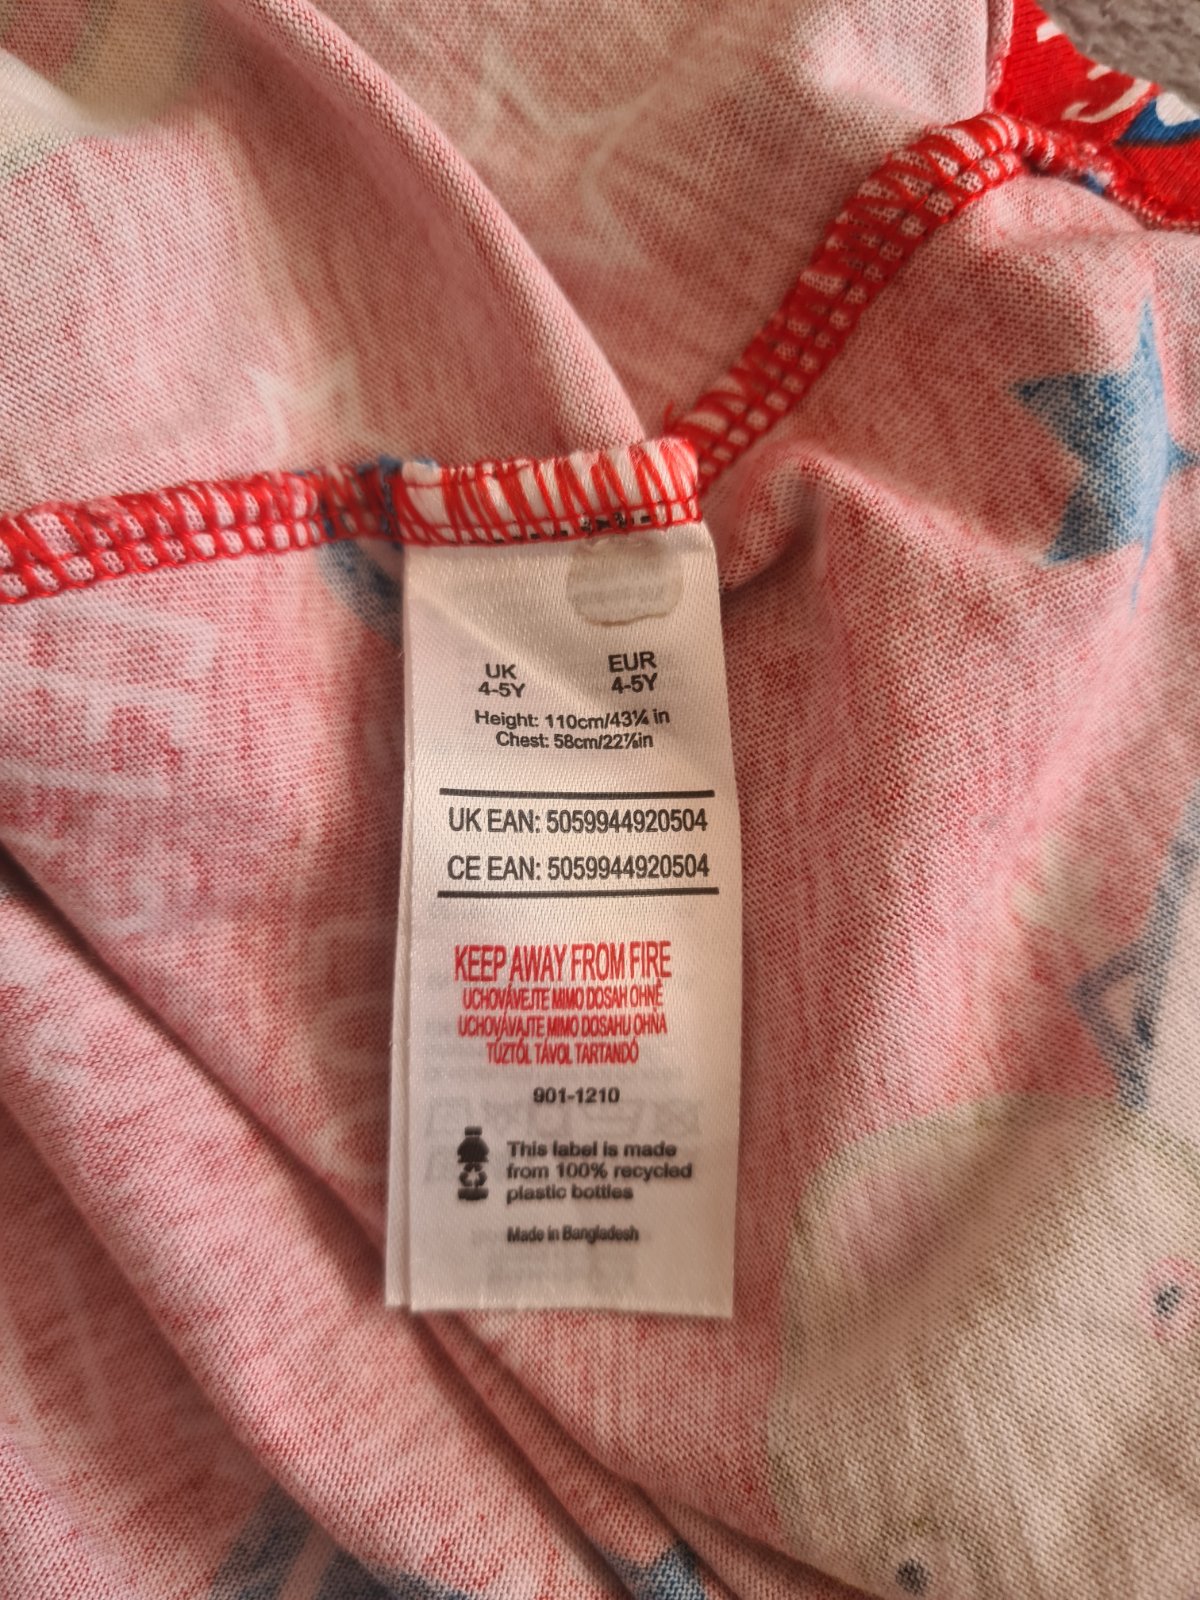 UK EUR
4-5Y 4-5Y
Height: 110cm/43¼ in
Chest: 58cm/22⅞in
UK EAN: 5059944920504
CE EAN: 5059944920504
KEEP AWAY FROM FIRE
UCHOVÁVEJTE MIMO DOSAH OHNĚ
UCHOVÁVAJTE MIMO DOSAHU OHŇA
TŰZTŐL TÁVOL TARTANDÓ
901-1210
This label is made
from 100% recycled
plastic bottles
Made in Bangladesh